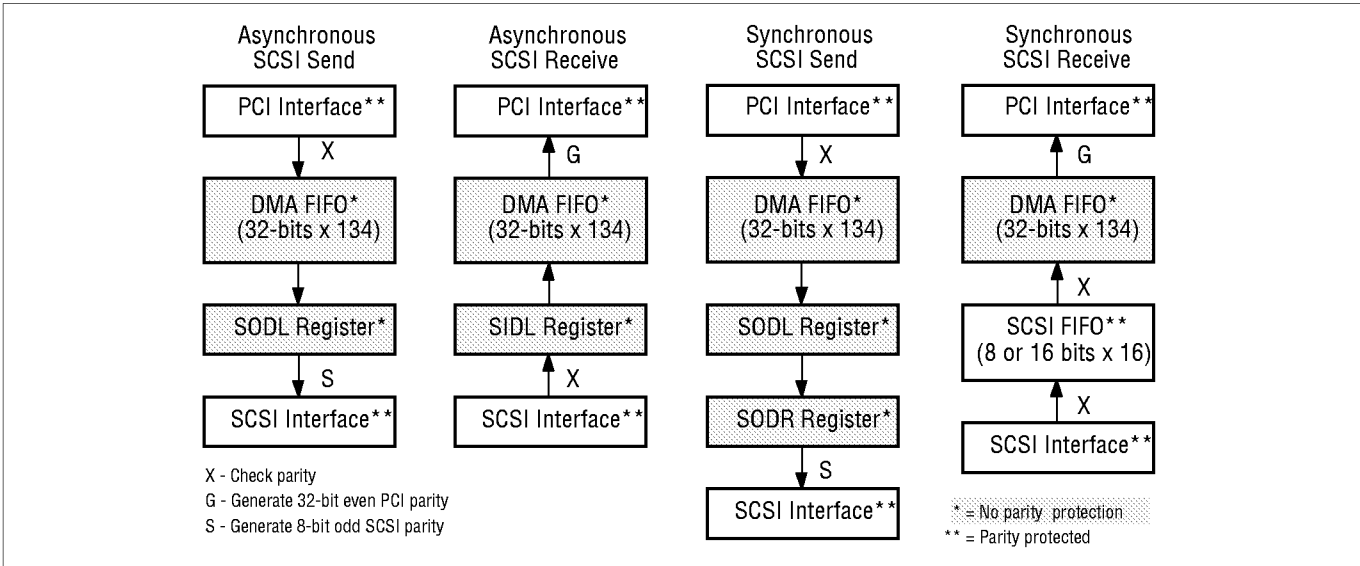 Asynchronous
SCSI Send
PCI Interface**
X
DMA FIFO*
(32-bits x 134)
SODL Register*
S
SCSI Interface**
Asynchronous
SCSI Receive
PCI Interface**
G
DMA FIFO*
(32-bits x 134)
SIDL Register*
X
SCSI Interface**
Synchronous
SCSI Send
PCI Interface**
X
DMA FIFO*
(32-bits x 134)
SODL Register*
SODR Register*
S
SCSI Interface**
Synchronous
SCSI Receive
PCI Interface**
G
DMA FIFO*
(32-bits x 134)
X
SCSI FIFO**
(8 or 16 bits x 16)
X
SCSI Interface**
X - Check parity
G - Generate 32-bit even PCI parity
S - Generate 8-bit odd SCSI parity
* = No parity protection
** = Parity protected